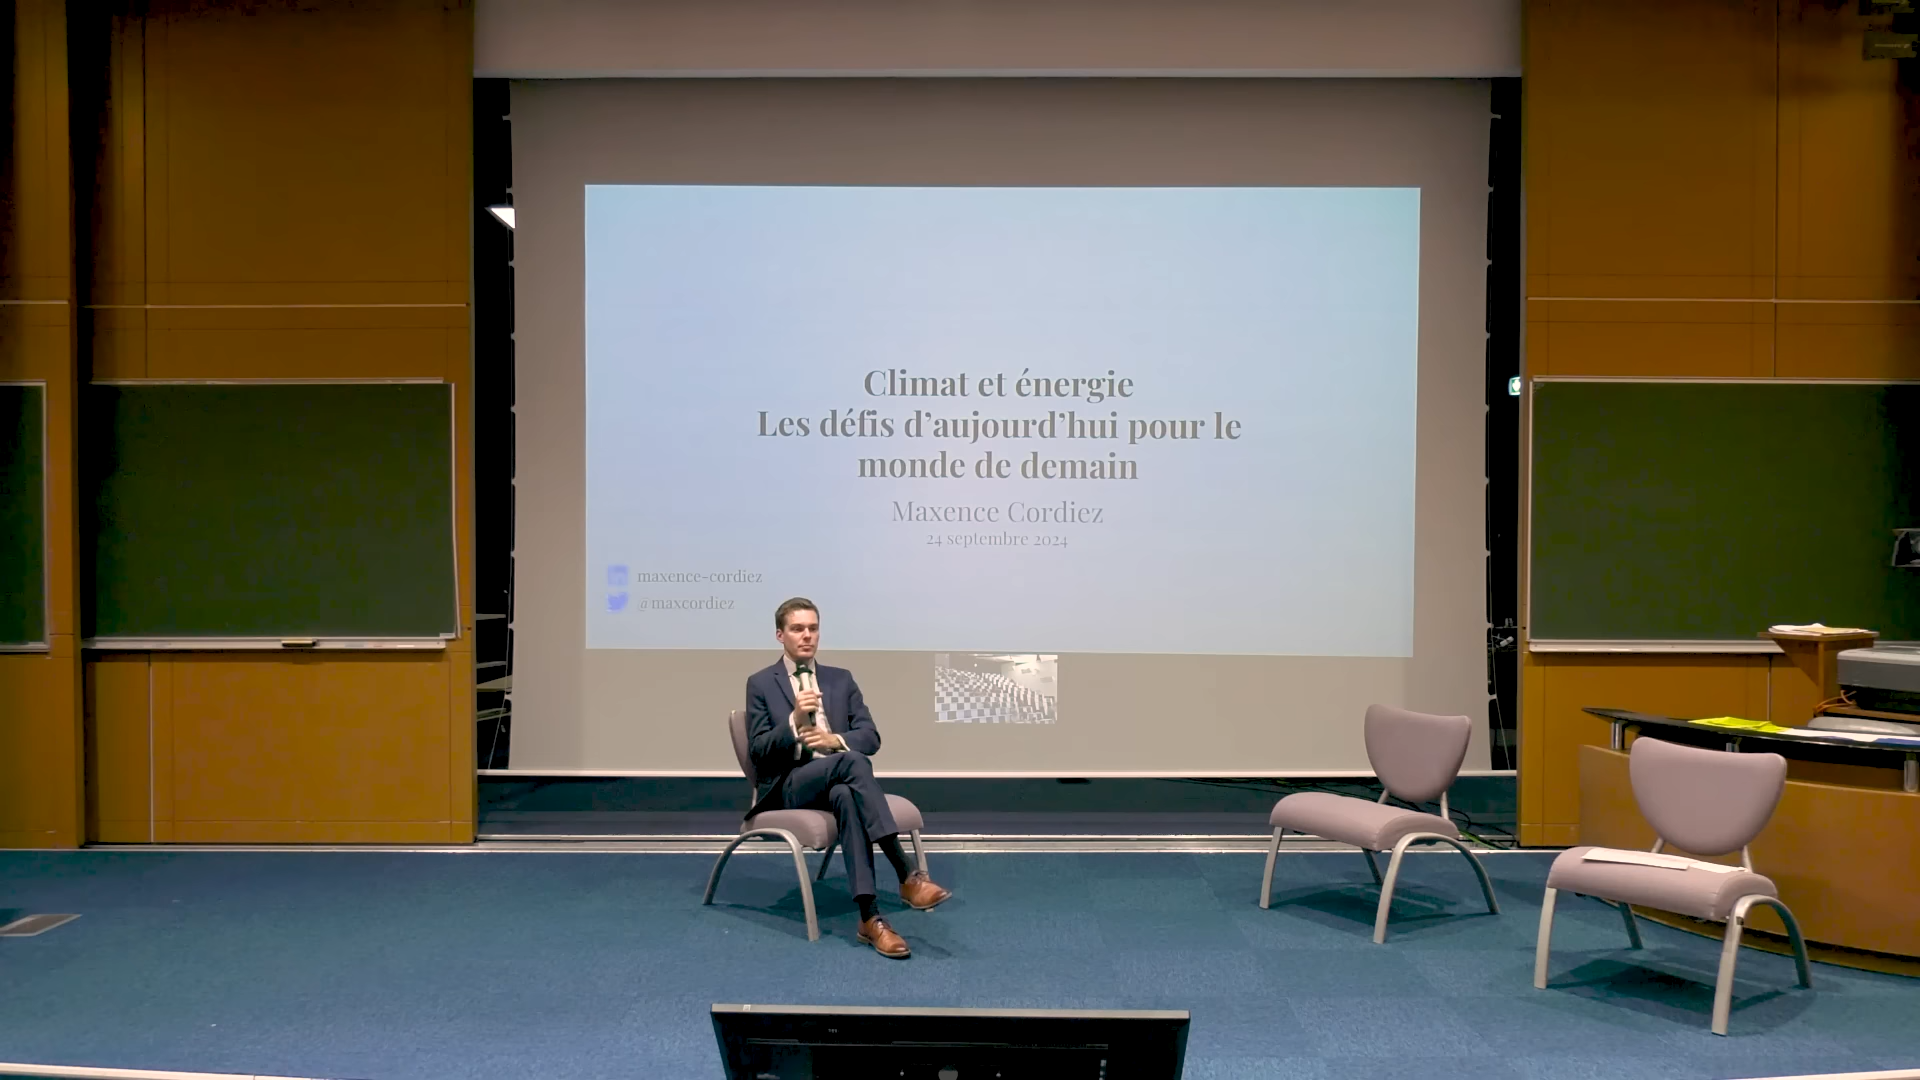 Climat et énergie
Les défis d'aujourd'hui pour le
monde de demain
Maxence Cordiez
24 septembre 2024
maxence-cordiez
@maxcordiez